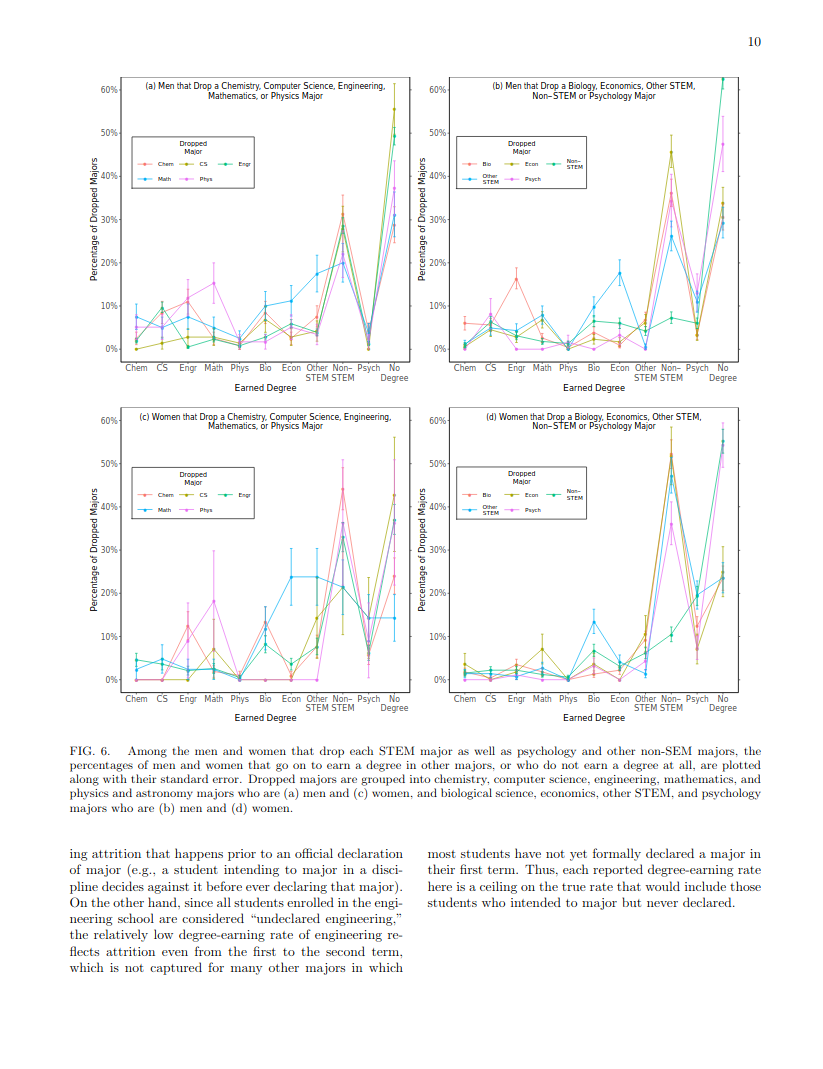 10
(a) Men that Drop a Chemistry, Computer Science, Engineering,
Mathematics, or Physics Major
Dropped
Major
Chem CS Engr
Math Phys
Percentage of Dropped Majors
60%
50%
40%
30%
20%
10%
0%
Chem CS Engr Math Phys Bio Econ Other STEM Non− STEM Psych No Degree
Earned Degree
(b) Men that Drop a Biology, Economics, Other STEM,
Non−STEM or Psychology Major
Dropped
Major
Bio Econ Non− STEM
Other STEM Psych
Percentage of Dropped Majors
60%
50%
40%
30%
20%
10%
0%
Chem CS Engr Math Phys Bio Econ Other STEM Non− STEM Psych No Degree
Earned Degree
(c) Women that Drop a Chemistry, Computer Science, Engineering,
Mathematics, or Physics Major
Dropped
Major
Chem CS Engr
Math Phys
Percentage of Dropped Majors
60%
50%
40%
30%
20%
10%
0%
Chem CS Engr Math Phys Bio Econ Other STEM Non− STEM Psych No Degree
Earned Degree
(d) Women that Drop a Biology, Economics, Other STEM,
Non−STEM or Psychology Major
Dropped
Major
Bio Econ Non− STEM
Other STEM Psych
Percentage of Dropped Majors
60%
50%
40%
30%
20%
10%
0%
Chem CS Engr Math Phys Bio Econ Other STEM Non− STEM Psych No Degree
Earned Degree
FIG. 6. Among the men and women that drop each STEM major as well as psychology and other non-SEM majors, the
percentages of men and women that go on to earn a degree in other majors, or who do not earn a degree at all, are plotted
along with their standard error. Dropped majors are grouped into chemistry, computer science, engineering, mathematics, and
physics and astronomy majors who are (a) men and (c) women, and biological science, economics, other STEM, and psychology
majors who are (b) men and (d) women.
ing attrition that happens prior to an official declaration
of major (e.g., a student intending to major in a disci-
pline decides against it before ever declaring that major).
On the other hand, since all students enrolled in the engi-
neering school are considered “undeclared engineering,”
the relatively low degree-earning rate of engineering re-
flects attrition even from the first to the second term,
which is not captured for many other majors in which
most students have not yet formally declared a major in
their first term. Thus, each reported degree-earning rate
here is a ceiling on the true rate that would include those
students who intended to major but never declared.